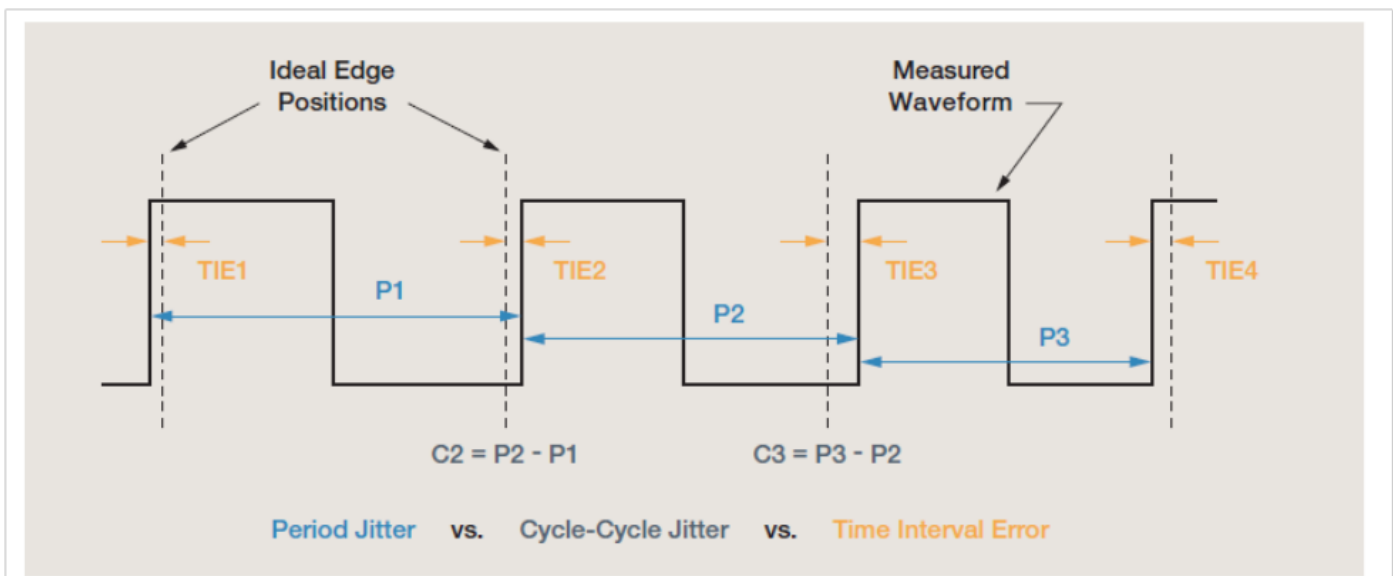 Ideal Edge
Positions
Measured
Waveform
TIE1
TIE2
TIE3
TIE4
P1
P2
P3
C2 = P2 - P1
C3 = P3 - P2
Period Jitter vs. Cycle-Cycle Jitter vs. Time Interval Error